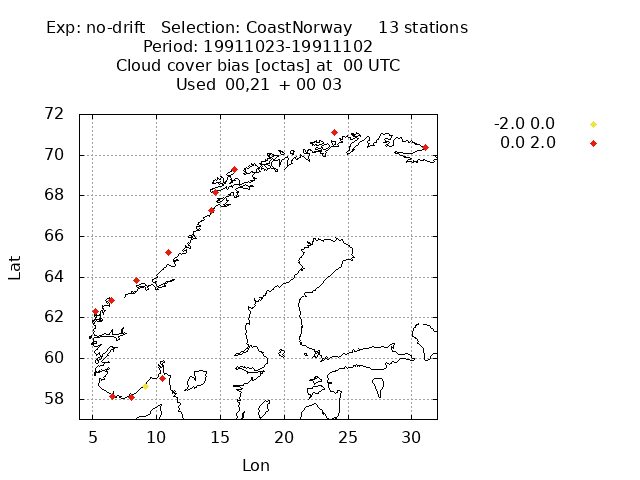 Exp: no-drift Selection: CoastNorway 13 stations
Period: 19911023-19911102
Cloud cover bias [octas] at 00 UTC
Used 00,21 + 00 03
-2.0 0.0
0.0 2.0
72
70
68
66
64
62
60
58
Lat
5 10 15 20 25 30
Lon